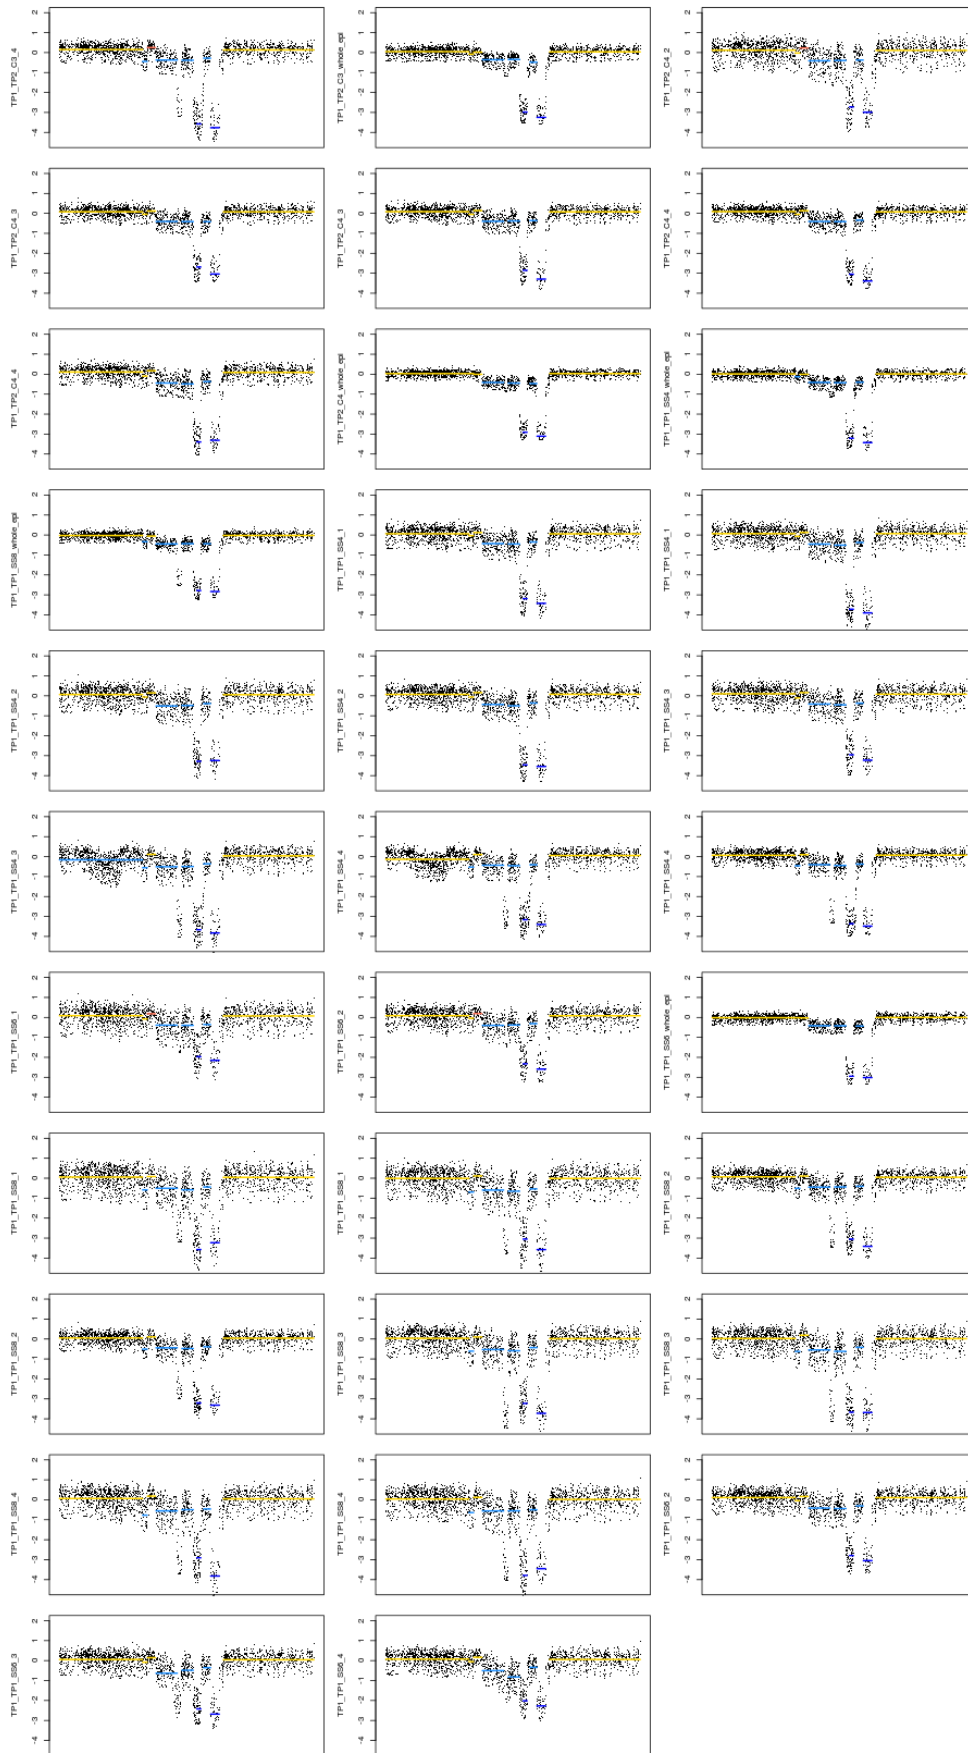 TP1_TP2_C3_4
TP1_TP2_C3_whole_epi
TP1_TP2_C4_2
TP1_TP2_C4_3
TP1_TP2_C4_3
TP1_TP2_C4_4
TP1_TP2_C4_4
TP1_TP2_C4_whole_epi
TP1_TP1_SS4_whole_epi
TP1_TP1_SS8_whole_epi
TP1_TP1_SS4_1
TP1_TP1_SS4_1
TP1_TP1_SS4_2
TP1_TP1_SS4_2
TP1_TP1_SS4_3
TP1_TP1_SS4_3
TP1_TP1_SS4_4
TP1_TP1_SS4_4
TP1_TP1_SS6_1
TP1_TP1_SS6_2
TP1_TP1_SS6_whole_epi
TP1_TP1_SS8_1
TP1_TP1_SS8_1
TP1_TP1_SS8_2
TP1_TP1_SS8_2
TP1_TP1_SS8_3
TP1_TP1_SS8_3
TP1_TP1_SS8_4
TP1_TP1_SS8_4
TP1_TP1_SS6_2
TP1_TP1_SS6_3
TP1_TP1_SS6_4